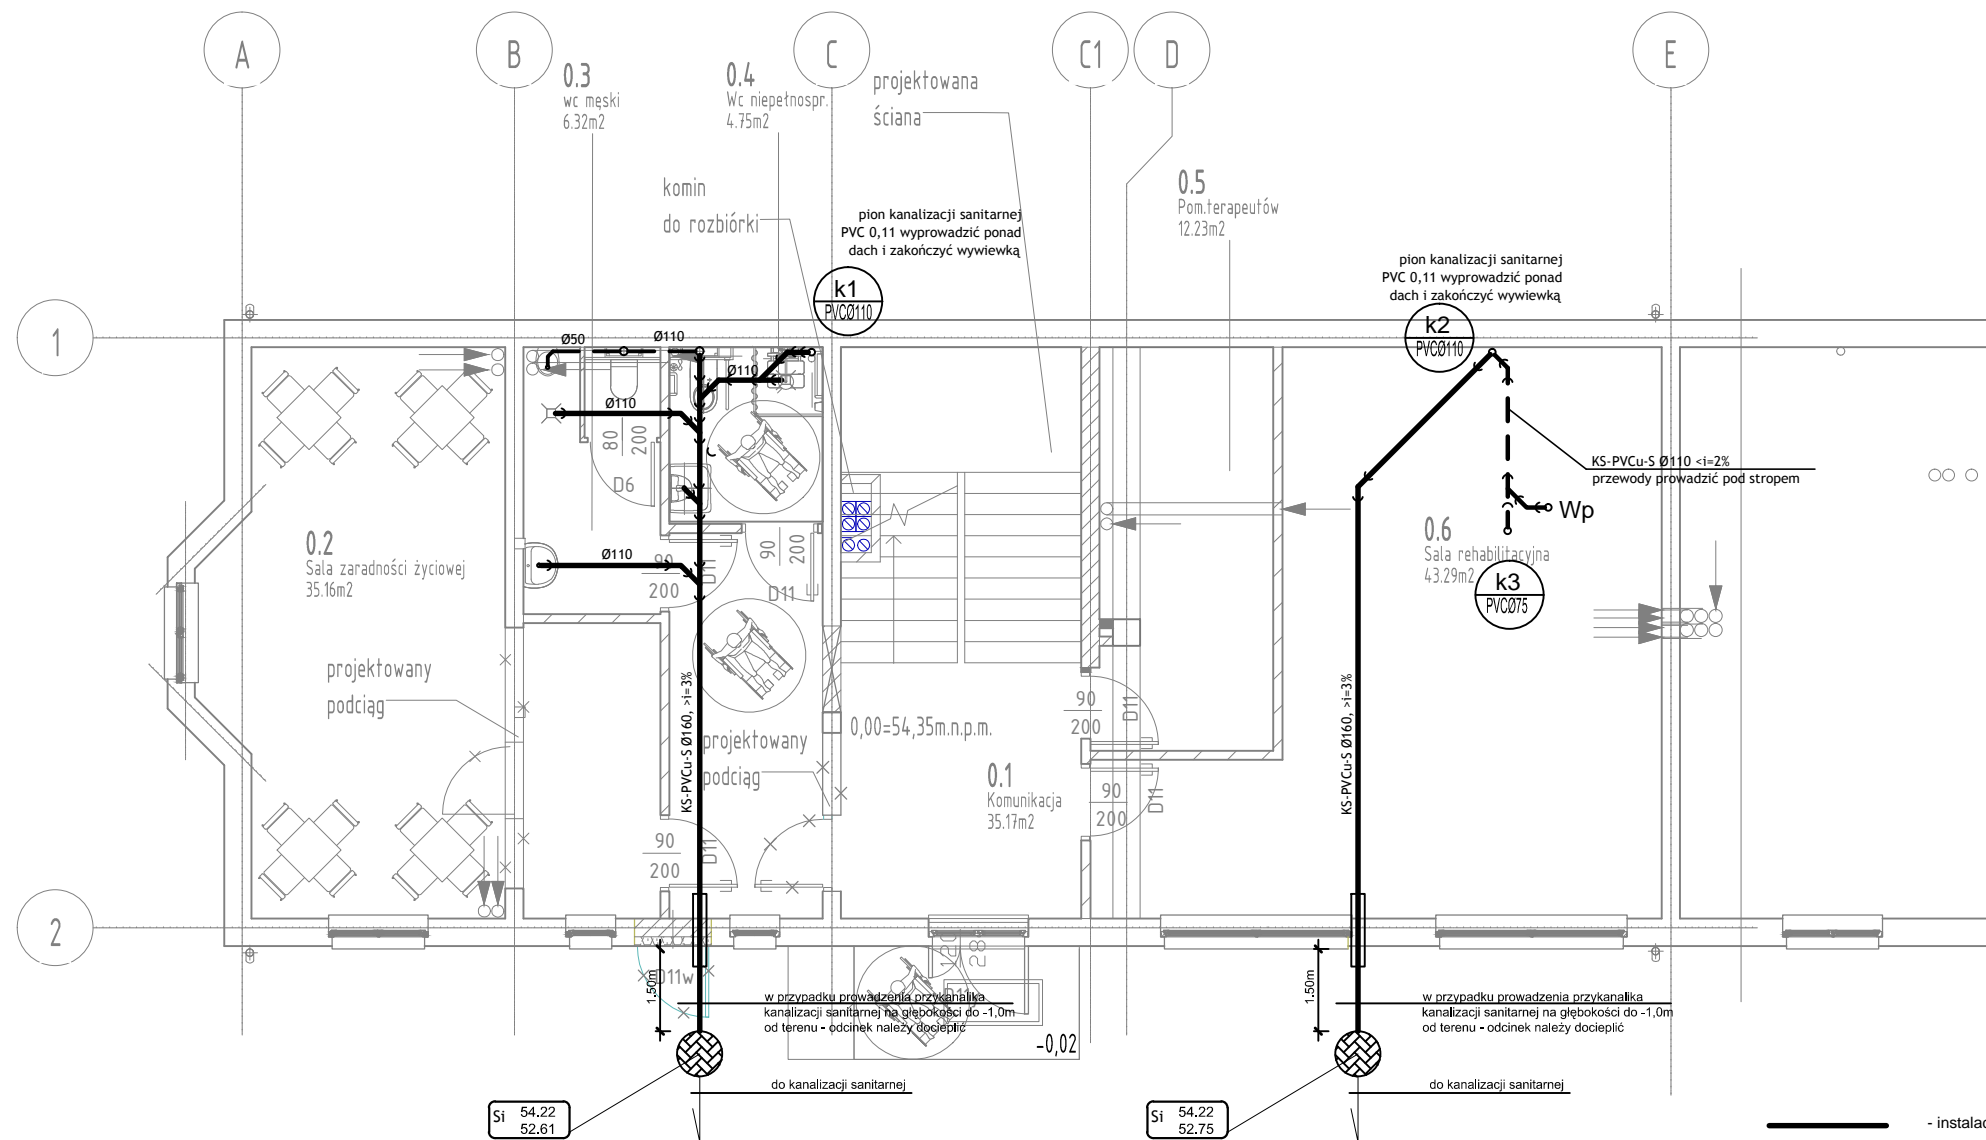 A
B
C
C1
D
E
0.3
wc męski
6.32m2
0.4
Wc niepełnospr.
4.75m2
projektowana
ściana
komin
do rozbiórki
pion kanalizacji sanitarnej
PVC 0,11 wyprowadzić ponad
dach i zakończyć wywiewką
0.5
Pom.terapeutów
12.23m2
pion kanalizacji sanitarnej
PVC 0,11 wyprowadzić ponad
dach i zakończyć wywiewką
k1
PVCØ110
k2
PVCØ110
1
Ø50
Ø110
Ø110
Ø110
80
200
D6
KS-PVCu-S Ø110 <i=2%
przewody prowadzić pod stropem
Wp
0.2
Sala zaradności życiowej
35.16m2
0.6
Sala rehabilitacyjna
43.29m2
k3
PVCØ75
Ø110
90
200
D11
90
200
D11
projektowany
podciąg
KS-PVCu-S Ø160, >i=3%
projektowany
podciąg
0,00=54,35m.n.p.m.
90
200
D11
KS-PVCu-S Ø160, >i=3%
0.1
Komunikacja
35.17m2
90
200
D11
90
200
D11
2
1.50m
D11w
D11
w przypadku prowadzenia przykanalika
kanalizacji sanitarnej na głębokości do -1,0m
od terenu - odcinek należy docieplić
-0,02
1.50m
w przypadku prowadzenia przykanalika
kanalizacji sanitarnej na głębokości do -1,0m
od terenu - odcinek należy docieplić
do kanalizacji sanitarnej
do kanalizacji sanitarnej
Si 54.22
52.61
Si 54.22
52.75